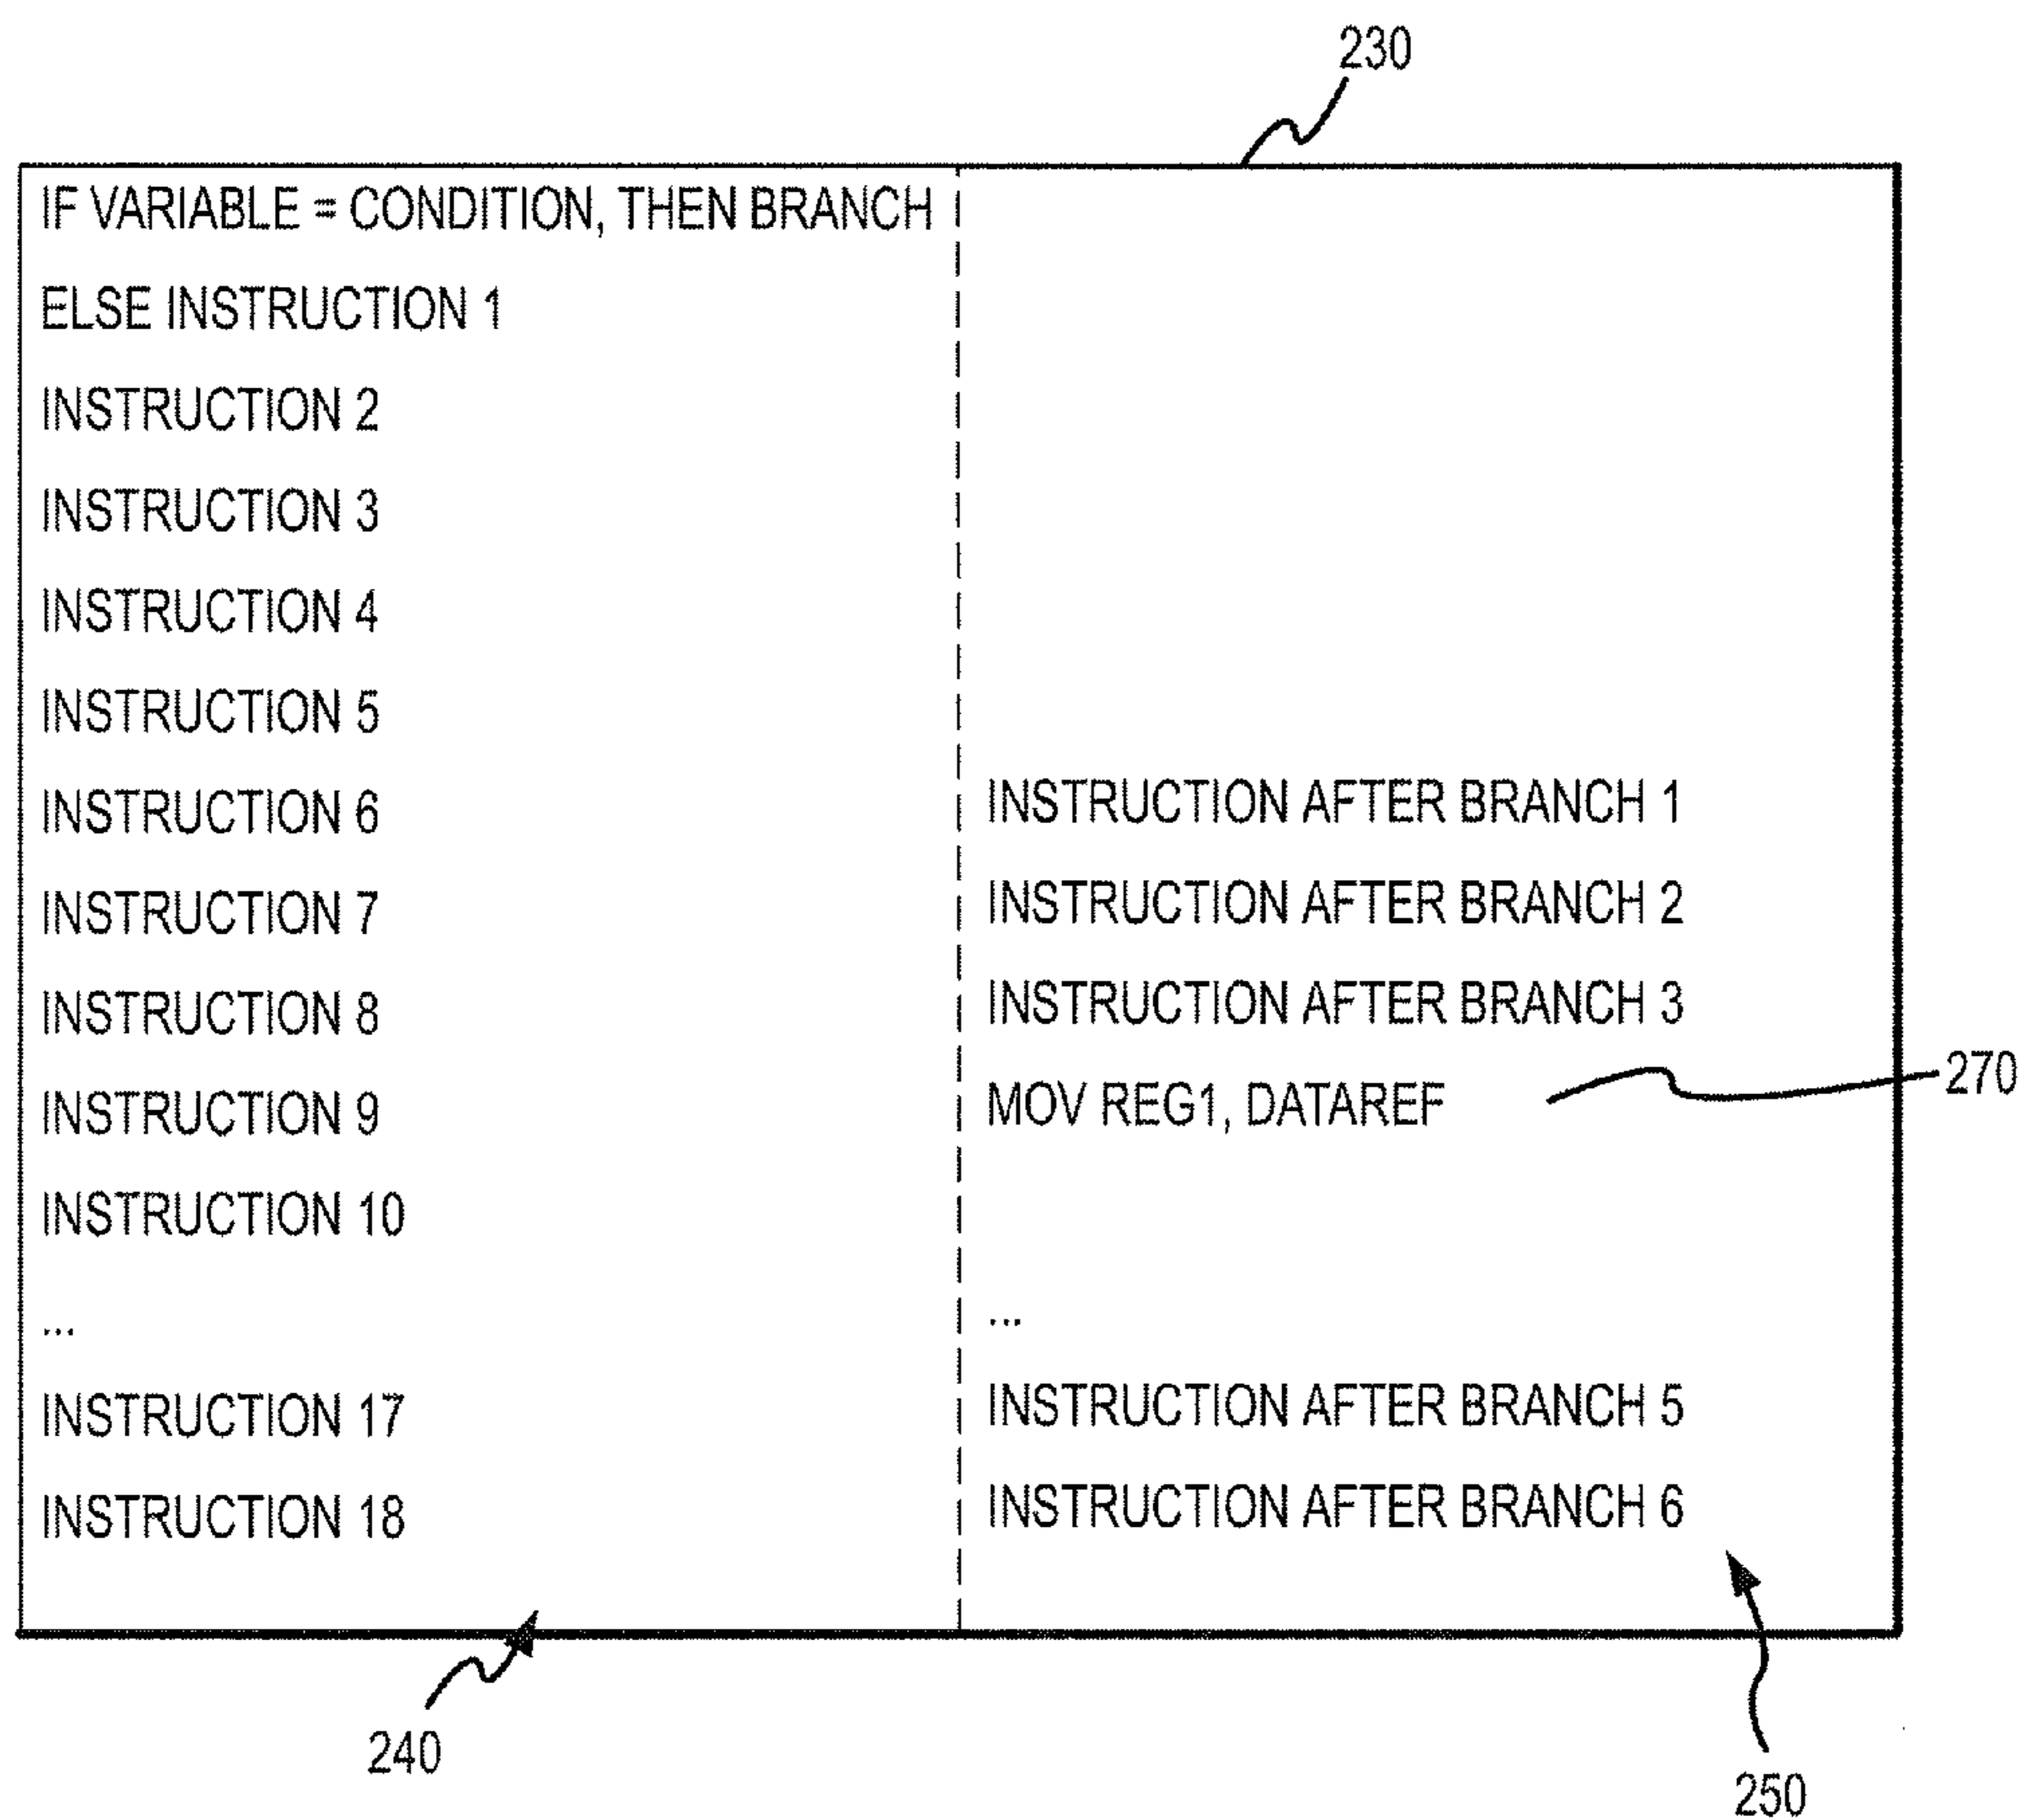 230
IF VARIABLE = CONDITION, THEN BRANCH
ELSE INSTRUCTION 1
INSTRUCTION 2
INSTRUCTION 3
INSTRUCTION 4
INSTRUCTION 5
INSTRUCTION 6
INSTRUCTION 7
INSTRUCTION 8
INSTRUCTION 9
INSTRUCTION 10
...
INSTRUCTION 17
INSTRUCTION 18
INSTRUCTION AFTER BRANCH 1
INSTRUCTION AFTER BRANCH 2
INSTRUCTION AFTER BRANCH 3
MOV REG1, DATAREF
...
INSTRUCTION AFTER BRANCH 5
INSTRUCTION AFTER BRANCH 6
270
240
250